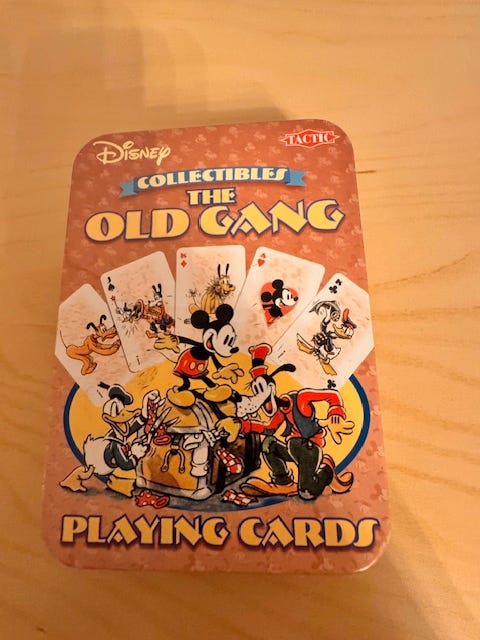 Disney
TACTIC
COLLECTIBLES
THE
OLD GANG
PLAYING CARDS